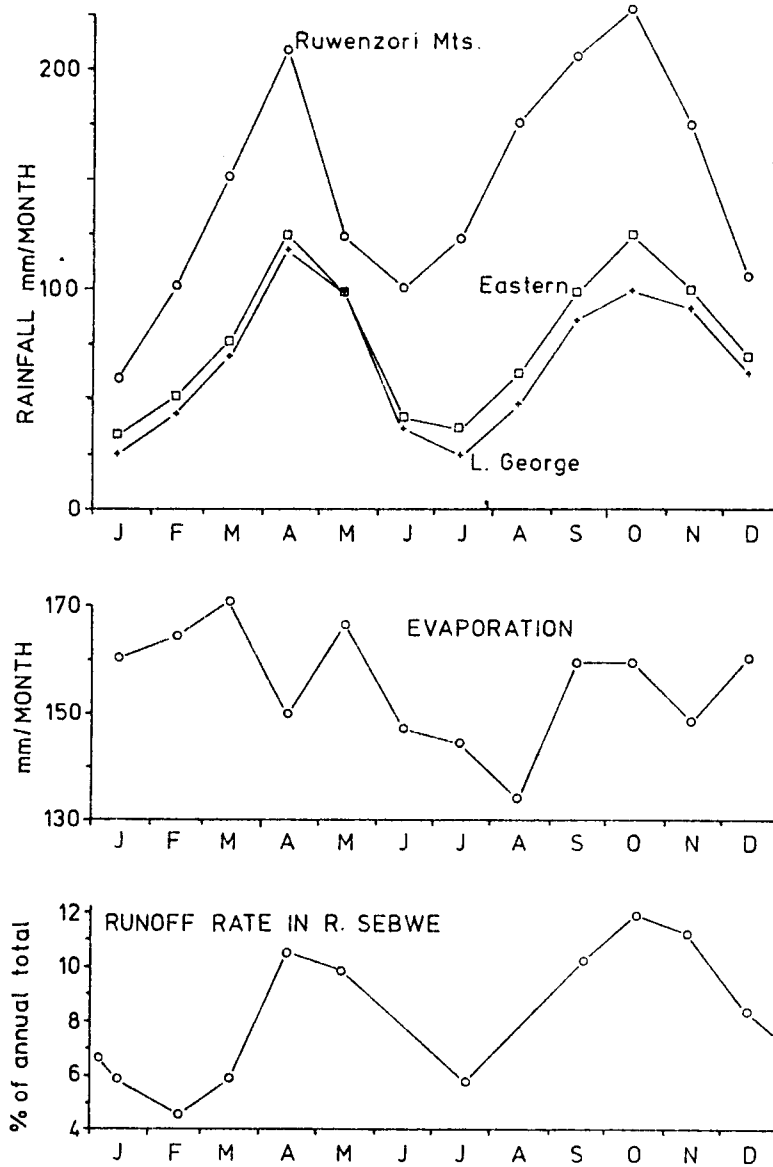 Ruwenzori Mts.
200
100
0
RAINFALL mm/MONTH
Eastern
L. George
J F M A M J J A S O N D
EVAPORATION
170
150
130
mm/MONTH
J F M A M J J A S O N D
RUNOFF RATE IN R. SEBWE
12
10
8
6
4
% of annual total
J F M A M J J A S O N D